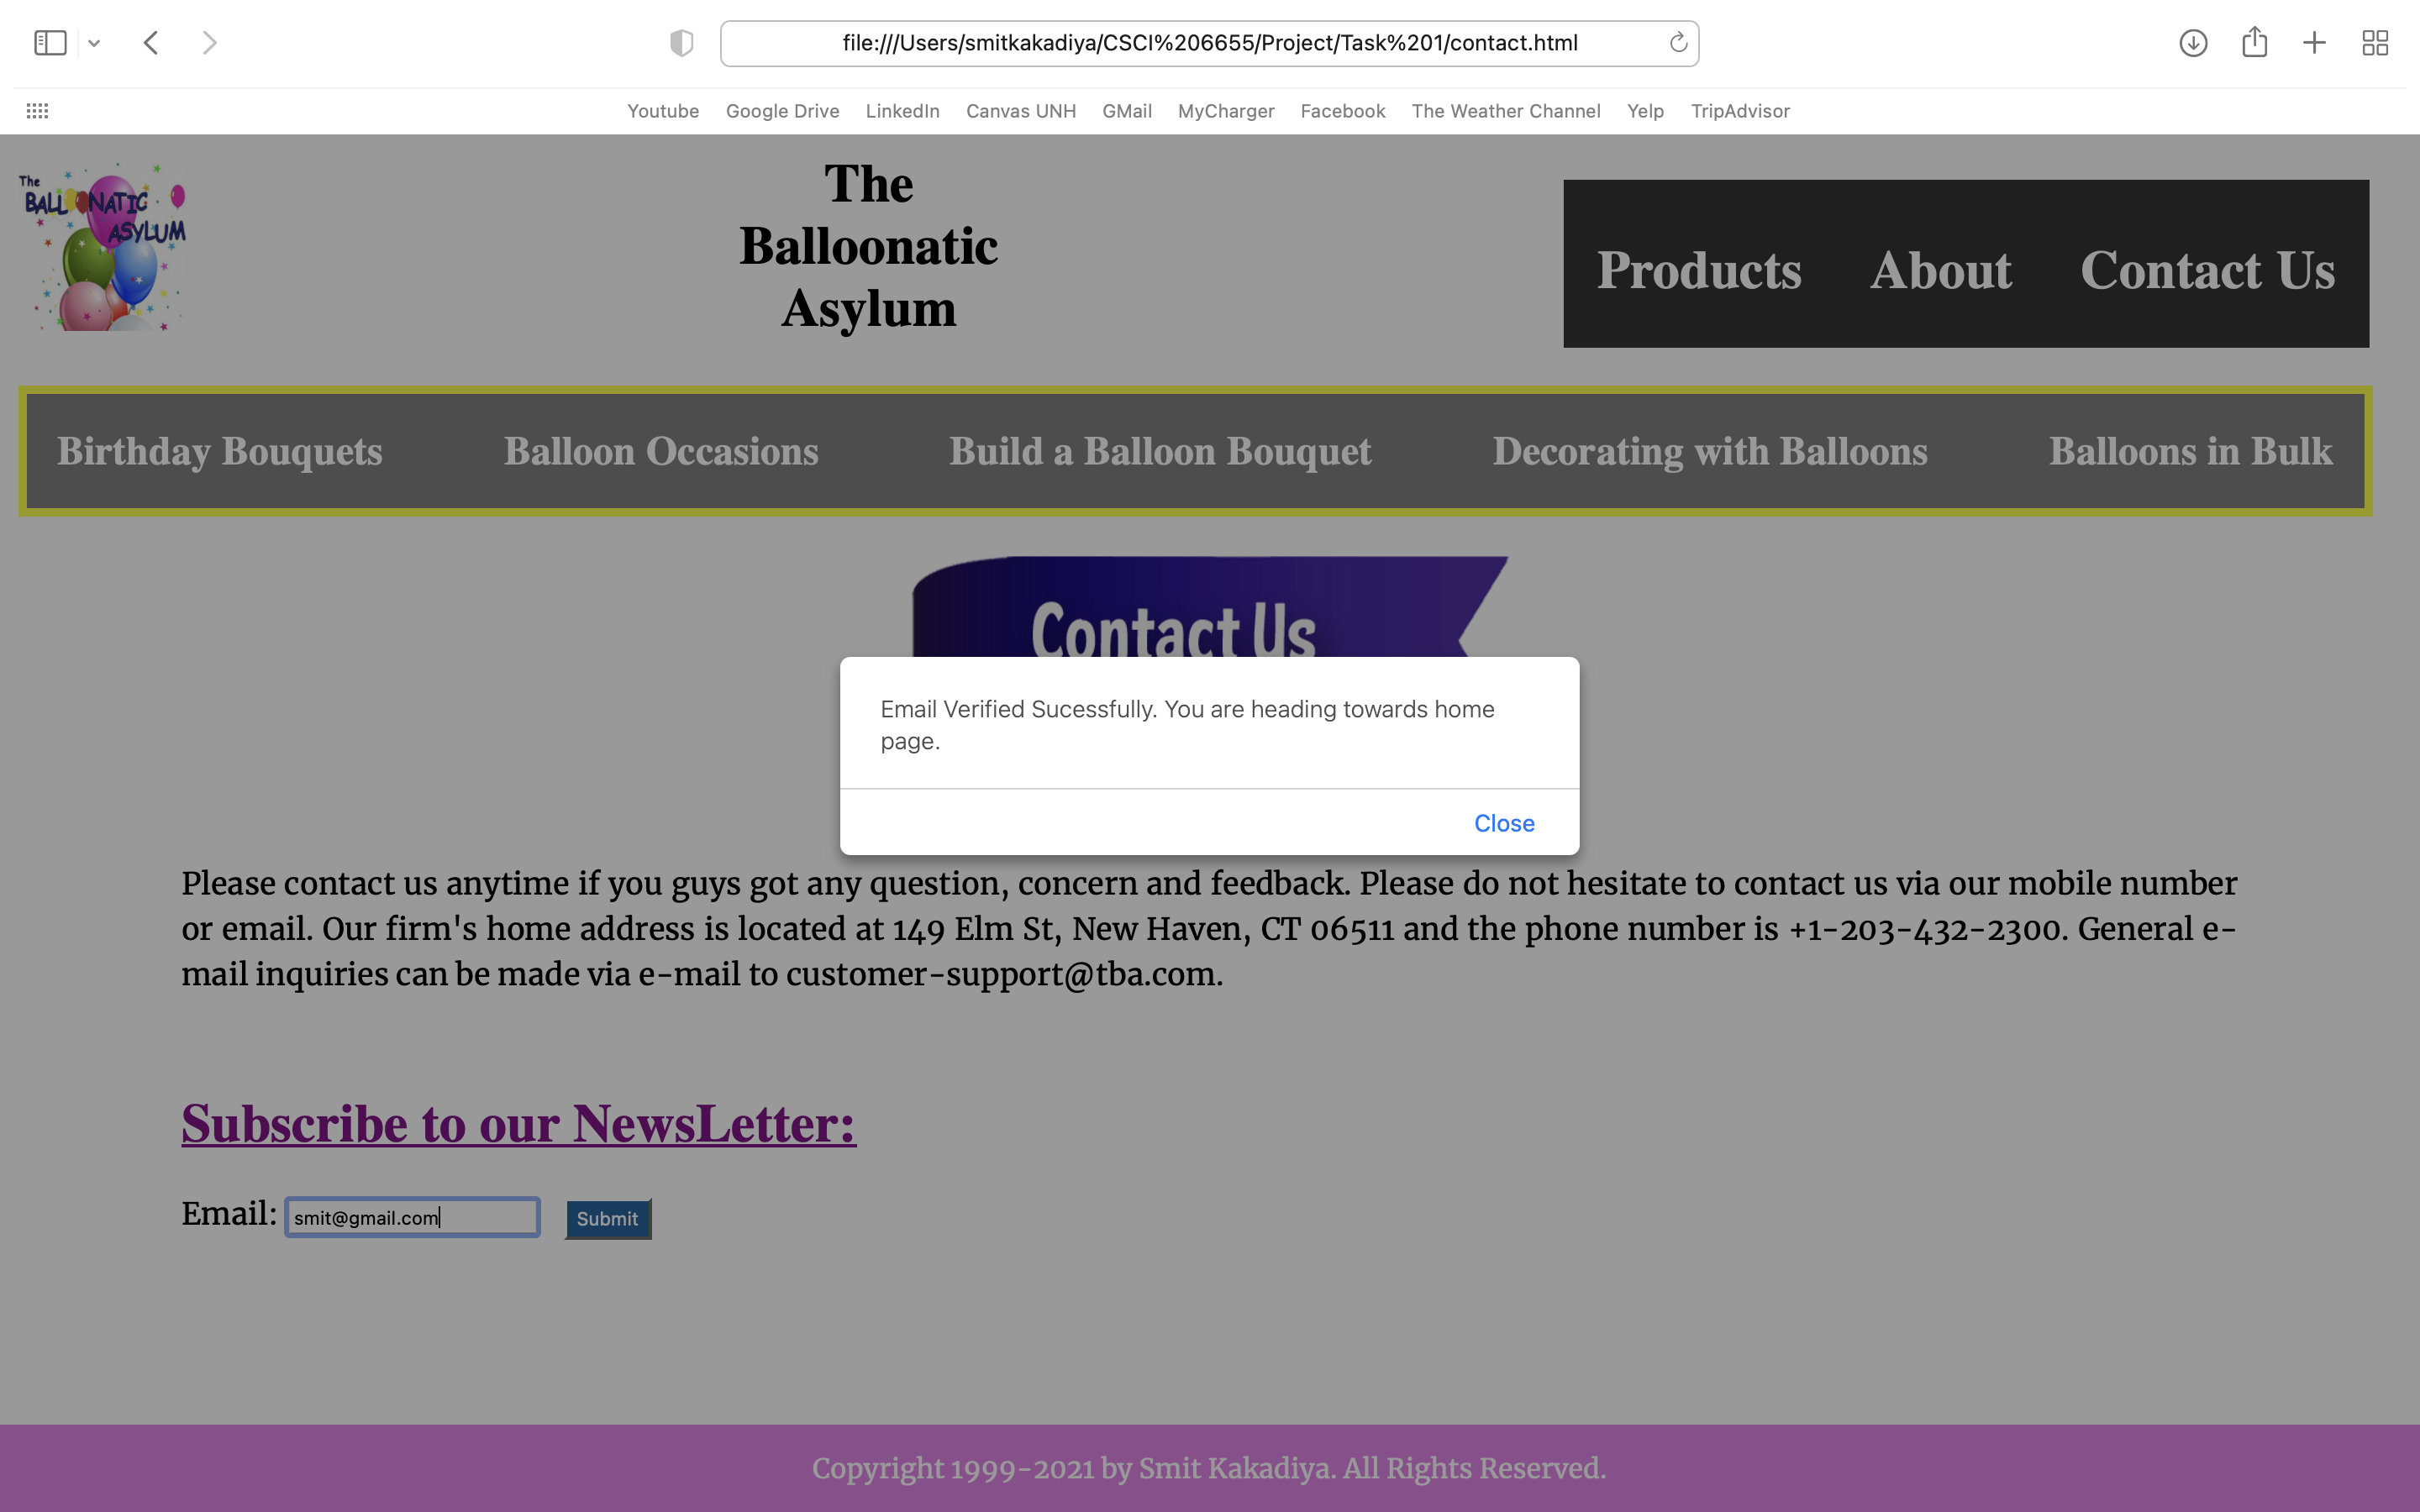 file:///Users/smitkakadiya/CSCI%206655/Project/Task%201/contact.html
Youtube Google Drive LinkedIn Canvas UNH GMail MyCharger Facebook The Weather Channel Yelp TripAdvisor
The
BALLOONATIC
ASYLUM
The
Balloonatic
Asylum
Products About Contact Us
Birthday Bouquets Balloon Occasions Build a Balloon Bouquet Decorating with Balloons Balloons in Bulk
Contact Us
Email Verified Sucessfully. You are heading towards home
page.
Close
Please contact us anytime if you guys got any question, concern and feedback. Please do not hesitate to contact us via our mobile number
or email. Our firm's home address is located at 149 Elm St, New Haven, CT 06511 and the phone number is +1-203-432-2300. General e-
mail inquiries can be made via e-mail to customer-support@tba.com.
Subscribe to our NewsLetter:
Email: smit@gmail.com Submit
Copyright 1999-2021 by Smit Kakadiya. All Rights Reserved.